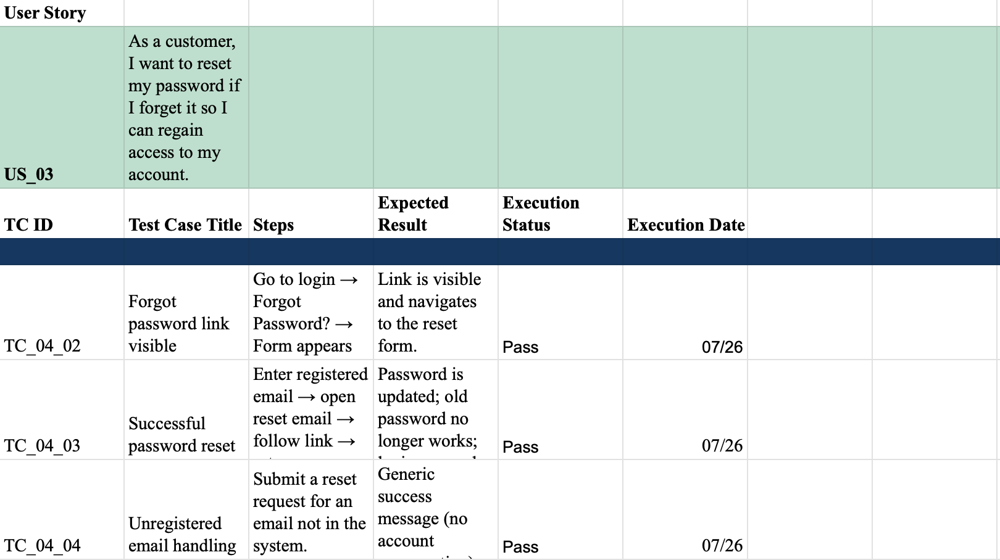 User Story
As a customer,
I want to reset
my password if
I forget it so I
can regain
access to my
account.
US_03
TC ID
Test Case Title
Steps
Expected
Result
Execution
Status
Execution Date
TC_04_02
Forgot
password link
visible
Go to login →
Forgot
Password? →
Form appears
Link is visible
and navigates
to the reset
form.
Pass
07/26
TC_04_03
Successful
password reset
Enter registered
email → open
reset email →
follow link →
Password is
updated; old
password no
longer works;
Pass
07/26
TC_04_04
Unregistered
email handling
Submit a reset
request for an
email not in the
system.
Generic
success
message (no
account
Pass
07/26